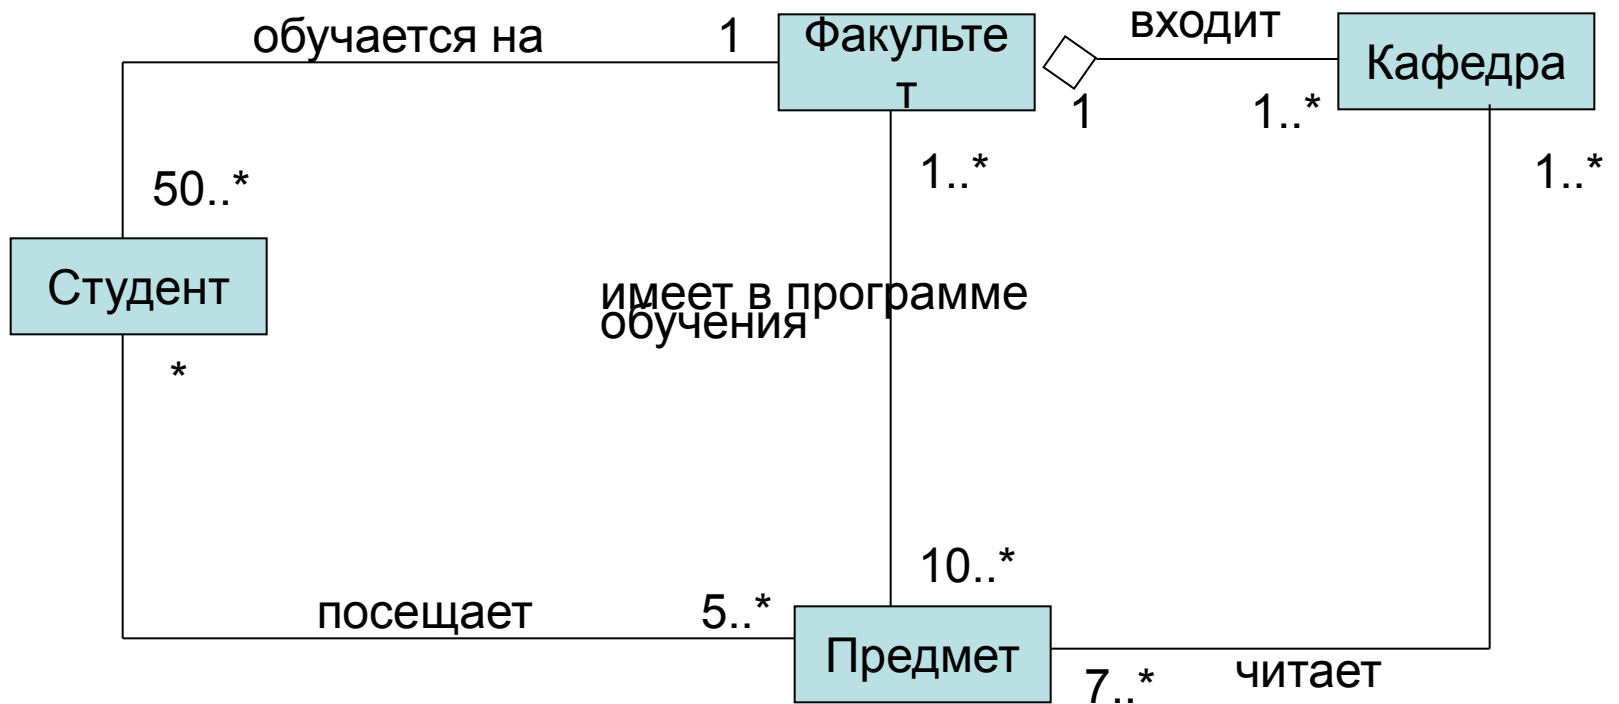 обучается на
1
Факульте
т
входит
Кафедра
1
1..*
1..*
1..*
50..*
Студент
имеет в программе
обучения
*
10..*
посещает
5..*
Предмет
7..*
читает